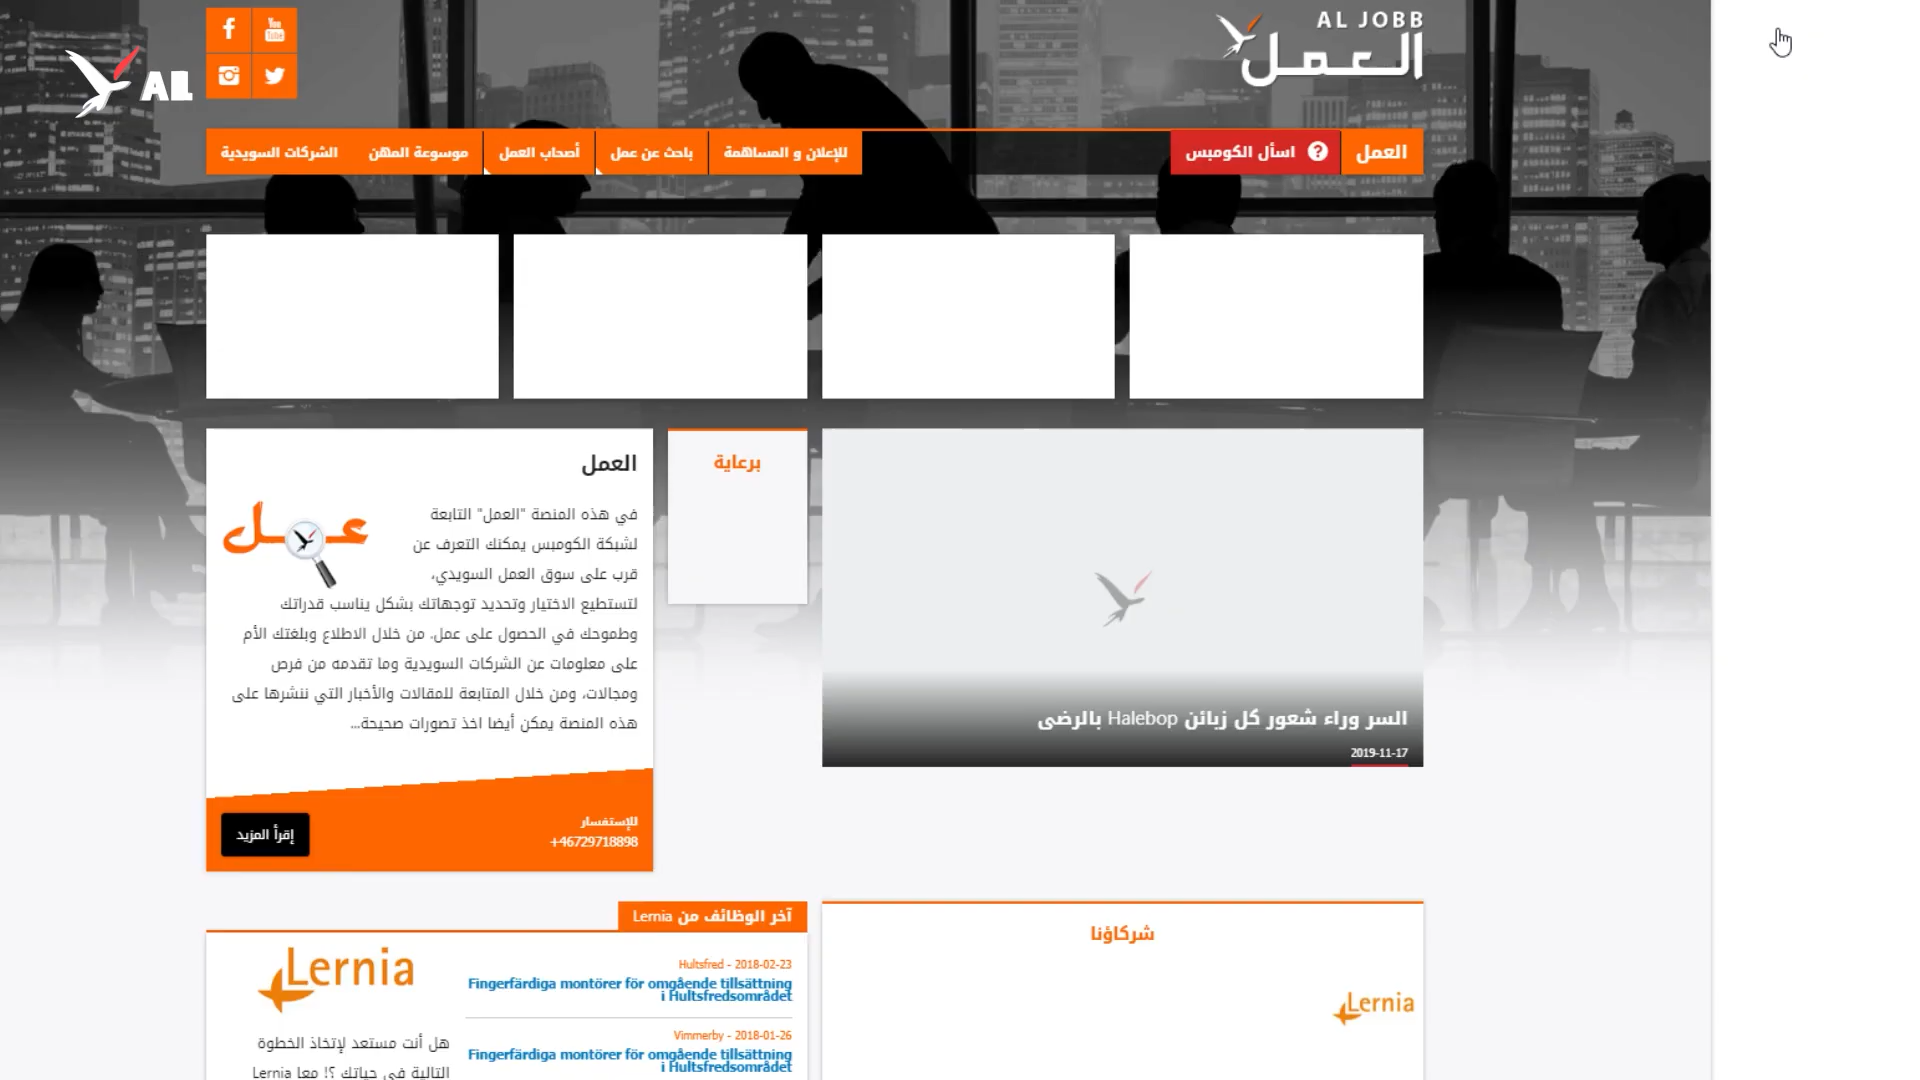 AL JOBB
العمل
AL
العمل
اسأل الكومبس
للإعلان و المساهمة
باحث عن عمل
أصحاب العمل
موسوعة المهن
الشركات السويدية
السر وراء شعور كل زبائن Halebop بالرضى
2019-11-17
برعاية
العمل
عمل
في هذه المنصة "العمل" التابعة
لشبكة الكومبس يمكنك التعرف عن
قرب على سوق العمل السويدي،
لتستطيع الاختيار وتحديد توجهاتك بشكل يناسب قدراتك
وطموحك في الحصول على عمل. من خلال الاطلاع وبلغتك الأم
على معلومات عن الشركات السويدية وما تقدمه من فرص
ومجالات، ومن خلال المتابعة للمقالات والأخبار التي ننشرها على
هذه المنصة يمكن أيضا اخذ تصورات صحيحة...
للإستفسار
+46729718898
إقرأ المزيد
شركاؤنا
Lernia
آخر الوظائف من Lernia
Hultsfred - 2018-02-23
Fingerfärdiga montörer för omgående tillsättning
i Hultsfredsområdet
Vimmerby - 2018-01-26
Fingerfärdiga montörer för omgående tillsättning
i Hultsfredsområdet
Lernia
هل أنت مستعد لإتخاذ الخطوة
التالية في حياتك ؟! معا Lernia